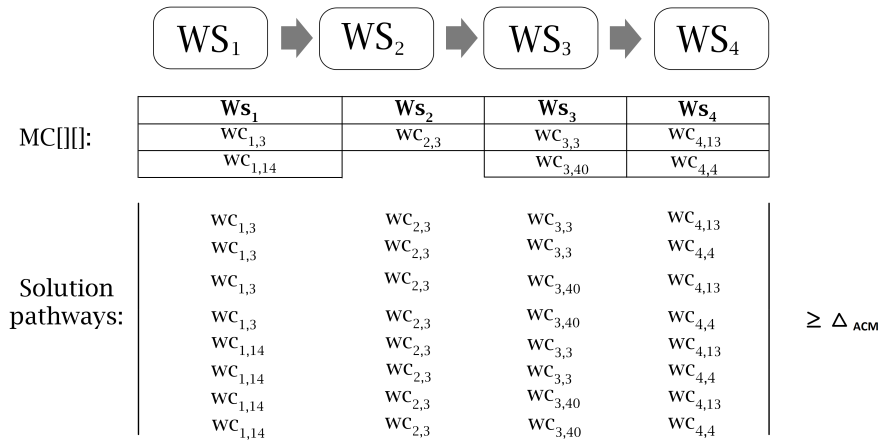 WS₁ WS₂ WS₃ WS₄
Ws₁ Ws₂ Ws₃ Ws₄
MC[][]: wc₁,₃ wc₂,₃ wc₃,₃ wc₄,₁₃
wc₁,₁₄ wc₃,₄₀ wc₄,₄
wc₁,₃ wc₂,₃ wc₃,₃ wc₄,₁₃
wc₁,₃ wc₂,₃ wc₃,₃ wc₄,₄
wc₁,₃ wc₂,₃ wc₃,₄₀ wc₄,₁₃
Solution
pathways:
wc₁,₃ wc₂,₃ wc₃,₄₀ wc₄,₄
≥ Δ ACM
wc₁,₁₄ wc₂,₃ wc₃,₃ wc₄,₁₃
wc₁,₁₄ wc₂,₃ wc₃,₃ wc₄,₄
wc₁,₁₄ wc₂,₃ wc₃,₄₀ wc₄,₁₃
wc₁,₁₄ wc₂,₃ wc₃,₄₀ wc₄,₄